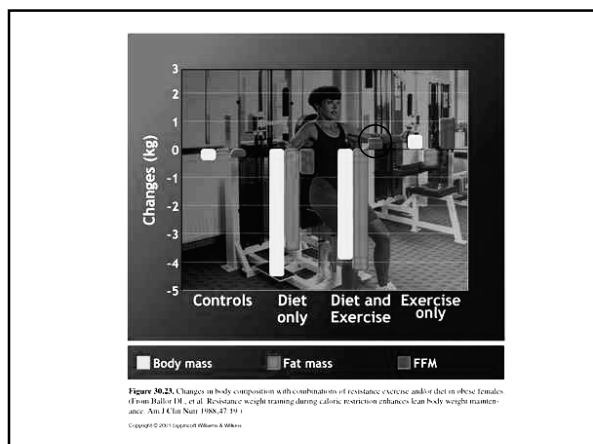 3
2
1
0
-1
-2
-3
-4
-5
Changes (kg)
Controls Diet only Diet and Exercise Exercise only
Body mass Fat mass FFM
Figure 30.23. Changes in body composition with combinations of resistance exercise and/or diet in obese females.
(From Ballor DL, et al. Resistance weight training during caloric restriction enhances lean body weight mainten-
ance. Am J Clin Nutr 1988;47:19.)
Copyright © 2001 Lippincott Williams & Wilkins